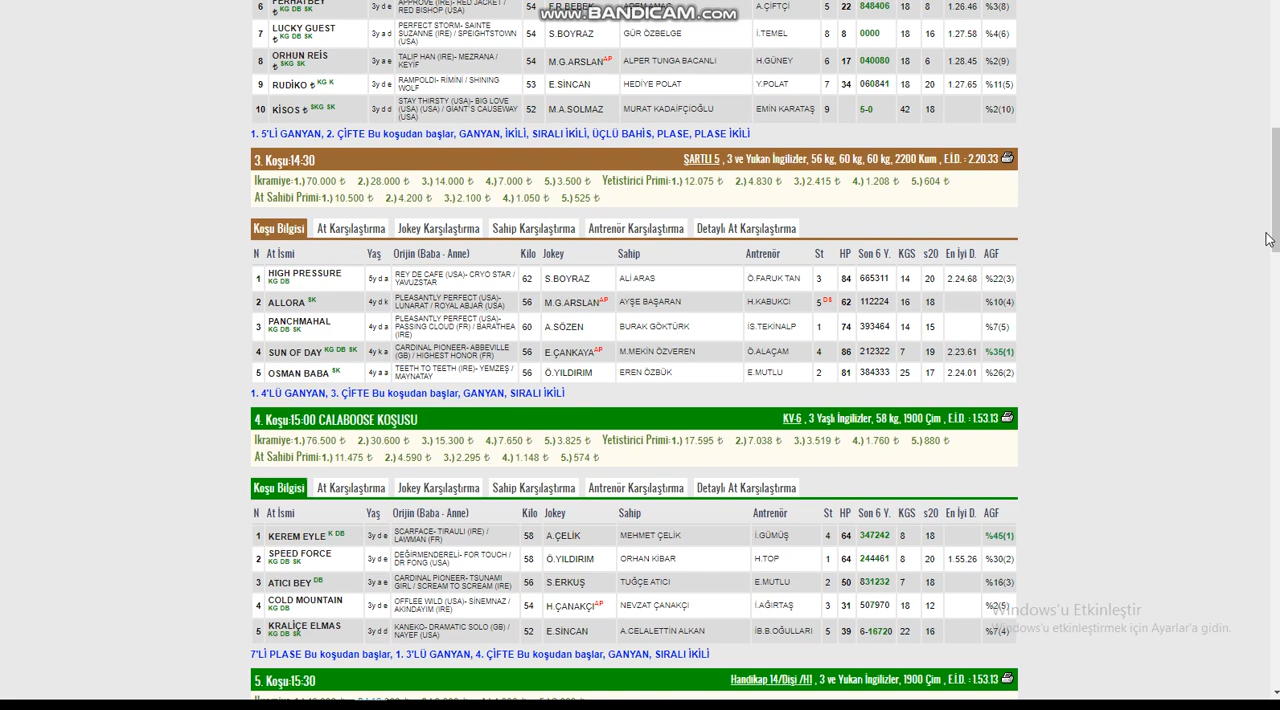 www.BANDICAM.com
6 FERHATBEY KG DB SK 3y d e APPROVE (IRE)- RED JACKET / RED BISHOP (USA) 54 F.R.BEBEK A.ÇİFTÇİ 5 22 848406 18 8 1.26.46 %3(8)
7 LUCKY GUEST ₺ KG DB SK 3y a d PERFECT STORM- SAINTE SUZANNE (IRE) / SPEIGHTSTOWN (USA) 54 S.BOYRAZ GÜR ÖZBELGE İ.TEMEL 8 8 0000 18 16 1.27.58 %4(6)
8 ORHUN REİS ₺ SKG SK 3y a e TALIP HAN (IRE)- MEZRANA / KEYİF 54 M.G.ARSLAN AP ALPER TUNGA BACANLI H.GÜNEY 6 17 040080 18 6 1.28.45 %2(9)
9 RUDİKO ₺ KG K 3y d e RAMPOLDI- RİMİNİ / SHINING WOLF 53 E.SİNCAN HEDİYE POLAT Y.POLAT 7 34 060841 18 20 1.27.65 %11(5)
10 KİSOS ₺ SKG SK 3y d d STAY THIRSTY (USA)- BIG LOVE (USA) (USA) / GIANT'S CAUSEWAY (USA) 52 M.A.SOLMAZ MURAT KADAİFÇİOĞLU EMİN KARATAŞ 9 5-0 42 18 %2(10)
1. 5'Lİ GANYAN, 2. ÇİFTE Bu koşudan başlar, GANYAN, İKİLİ, SIRALI İKİLİ, ÜÇLÜ BAHİS, PLASE, PLASE İKİLİ
3. Koşu:14:30 ŞARTLI 5 , 3 ve Yukarı İngilizler, 56 kg, 60 kg, 60 kg, 2200 Kum , E.İ.D. : 2.20.33
İkramiye:1.) 70.000 ₺ 2.) 28.000 ₺ 3.) 14.000 ₺ 4.) 7.000 ₺ 5.) 3.500 ₺ Yetistirici Primi:1.) 12.075 ₺ 2.) 4.830 ₺ 3.) 2.415 ₺ 4.) 1.208 ₺ 5.) 604 ₺
At Sahibi Primi:1.) 10.500 ₺ 2.) 4.200 ₺ 3.) 2.100 ₺ 4.) 1.050 ₺ 5.) 525 ₺
Koşu Bilgisi At Karşılaştırma Jokey Karşılaştırma Sahip Karşılaştırma Antrenör Karşılaştırma Detaylı At Karşılaştırma
N At İsmi Yaş Orijin (Baba - Anne) Kilo Jokey Sahip Antrenör St HP Son 6 Y. KGS s20 En İyi D. AGF
1 HIGH PRESSURE KG DB 5y d a REY DE CAFE (USA)- CRYO STAR / YAVUZSTAR 62 S.BOYRAZ ALİ ARAS Ö.FARUK TAN 3 84 665311 14 20 2.24.68 %22(3)
2 ALLORA SK 4y d k PLEASANTLY PERFECT (USA)- LUNARAT / ROYAL ABJAR (USA) 56 M.G.ARSLAN AP AYŞE BAŞARAN H.KABUKCI 5 DS 62 112224 16 18 %10(4)
3 PANCHMAHAL KG DB SK 4y d a PLEASANTLY PERFECT (USA)- PASSING CLOUD (FR) / BARATHEA (IRE) 60 A.SÖZEN BURAK GÖKTÜRK İS.TEKİNALP 1 74 393464 14 15 %7(5)
4 SUN OF DAY KG DB SK 4y k a CARDINAL PIONEER- ABBEVILLE (GB) / HIGHEST HONOR (FR) 56 E.ÇANKAYA AP M.MEKİN ÖZVEREN Ö.ALAÇAM 4 86 212322 7 19 2.23.61 %35(1)
5 OSMAN BABA SK 4y a a TEETH TO TEETH (IRE)- YEMZEŞ / MAYNATAY 56 Ö.YILDIRIM EREN ÖZBÜK E.MUTLU 2 81 384333 25 17 2.24.01 %26(2)
1. 4'LÜ GANYAN, 3. ÇİFTE Bu koşudan başlar, GANYAN, SIRALI İKİLİ
4. Koşu:15:00 CALABOOSE KOŞUSU KV-6 , 3 Yaşlı İngilizler, 58 kg, 1900 Çim , E.İ.D. : 1.53.13
İkramiye:1.) 76.500 ₺ 2.) 30.600 ₺ 3.) 15.300 ₺ 4.) 7.650 ₺ 5.) 3.825 ₺ Yetistirici Primi:1.) 17.595 ₺ 2.) 7.038 ₺ 3.) 3.519 ₺ 4.) 1.760 ₺ 5.) 880 ₺
At Sahibi Primi:1.) 11.475 ₺ 2.) 4.590 ₺ 3.) 2.295 ₺ 4.) 1.148 ₺ 5.) 574 ₺
Koşu Bilgisi At Karşılaştırma Jokey Karşılaştırma Sahip Karşılaştırma Antrenör Karşılaştırma Detaylı At Karşılaştırma
N At İsmi Yaş Orijin (Baba - Anne) Kilo Jokey Sahip Antrenör St HP Son 6 Y. KGS s20 En İyi D. AGF
1 KEREM EYLE K DB 3y d e SCARFACE- TIRAULI (IRE) / LAWMAN (FR) 58 A.ÇELİK MEHMET ÇELİK İ.GÜMÜŞ 4 64 347242 8 18 %45(1)
2 SPEED FORCE KG DB SK 3y d e DEĞİRMENDERELİ- FOR TOUCH / DR FONG (USA) 58 Ö.YILDIRIM ORHAN KİBAR H.TOP 1 64 244461 8 20 1.55.26 %30(2)
3 ATICI BEY DB 3y a e CARDINAL PIONEER- TSUNAMI GIRL / SCREAM TO SCREAM (IRE) 56 S.ERKUŞ TUĞÇE ATICI E.MUTLU 2 50 831232 7 18 %16(3)
4 COLD MOUNTAIN KG DB 3y d e OFFLEE WILD (USA)- SİNEMNAZ / AKINDAYIM (IRE) 54 H.ÇANAKÇI AP NEVZAT ÇANAKÇI İ.AĞIRTAŞ 3 31 507970 18 12 %2(5)
5 KRALİÇE ELMAS KG DB SK 3y d d KANEKO- DRAMATIC SOLO (GB) / NAYEF (USA) 52 E.SİNCAN A.CELALETTİN ALKAN İB.B.OĞULLARI 5 39 6-16720 22 16 %7(4)
Windows'u Etkinleştir
Windows'u etkinleştirmek için Ayarlar'a gidin.
7'Lİ PLASE Bu koşudan başlar, 1. 3'LÜ GANYAN, 4. ÇİFTE Bu koşudan başlar, GANYAN, SIRALI İKİLİ
5. Koşu:15:30 Handikap 14/Dişi /H1 , 3 ve Yukarı İngilizler, 1900 Çim , E.İ.D. : 1.53.13